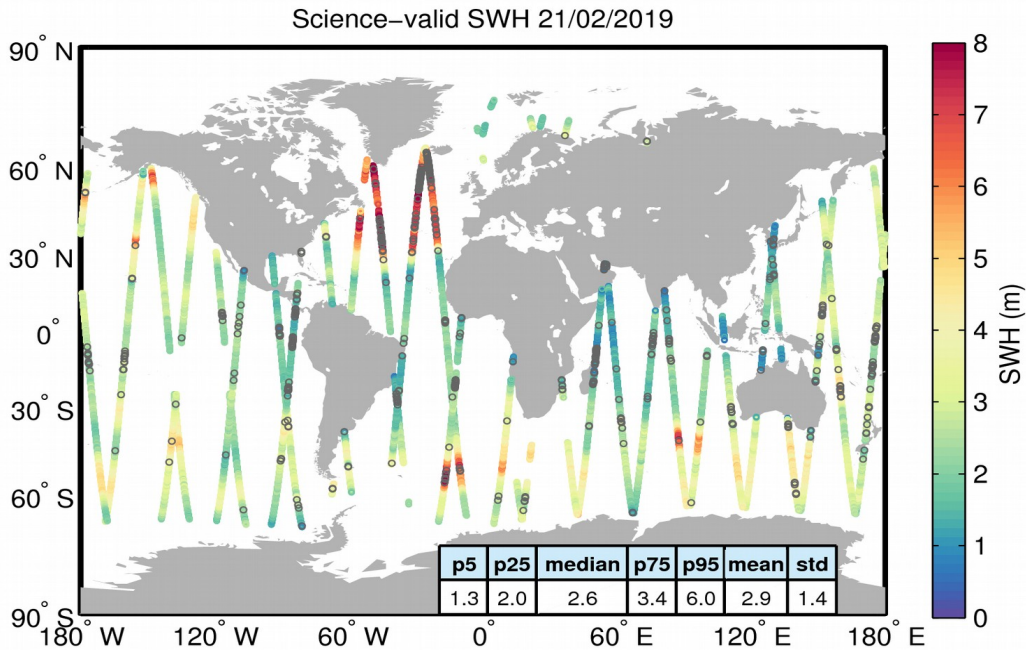 Science−valid SWH 21/02/2019
90° N
60° N
30° N
0°
30° S
60° S
90° S
180° W 120° W 60° W 0° 60° E 120° E 180° E
p5 p25 median p75 p95 mean std
1.3 2.0 2.6 3.4 6.0 2.9 1.4
8
7
6
5
4
3
2
1
0
SWH (m)